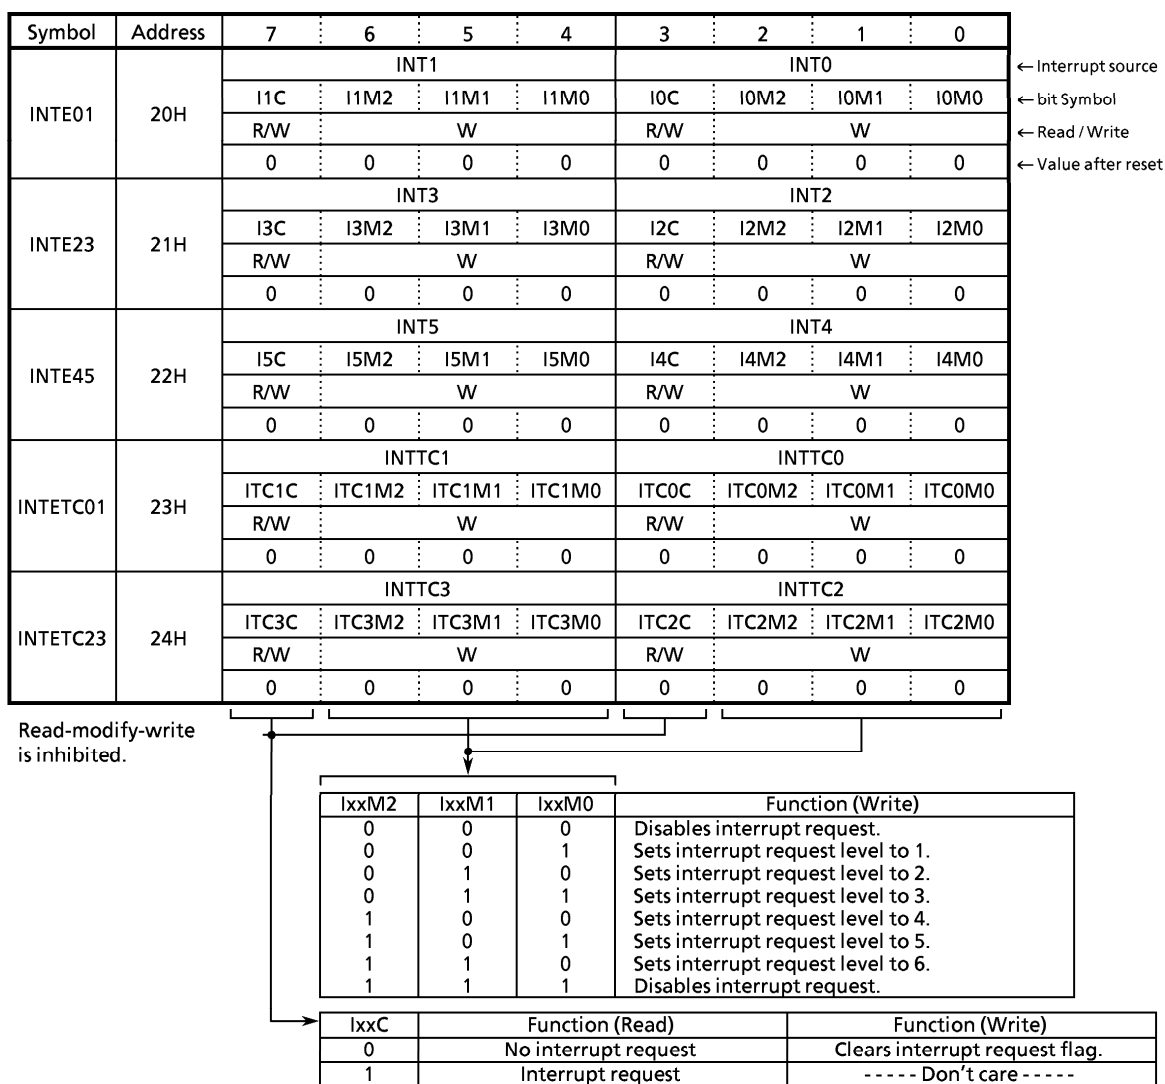 Symbol Address 7 6 5 4 3 2 1 0
INT1 INT0 ← Interrupt source
I1C I1M2 I1M1 I1M0 I0C I0M2 I0M1 I0M0 ← bit Symbol
INTE01 20H
R/W W R/W W ← Read / Write
0 0 0 0 0 0 0 0 ← Value after reset
INT3 INT2
I3C I3M2 I3M1 I3M0 I2C I2M2 I2M1 I2M0
INTE23 21H
R/W W R/W W
0 0 0 0 0 0 0 0
INT5 INT4
I5C I5M2 I5M1 I5M0 I4C I4M2 I4M1 I4M0
INTE45 22H
R/W W R/W W
0 0 0 0 0 0 0 0
INTTC1 INTTC0
ITC1C ITC1M2 ITC1M1 ITC1M0 ITC0C ITC0M2 ITC0M1 ITC0M0
INTETC01 23H
R/W W R/W W
0 0 0 0 0 0 0 0
INTTC3 INTTC2
ITC3C ITC3M2 ITC3M1 ITC3M0 ITC2C ITC2M2 ITC2M1 ITC2M0
INTETC23 24H
R/W W R/W W
0 0 0 0 0 0 0 0
Read-modify-write
is inhibited.
IxxM2 IxxM1 IxxM0 Function (Write)
0 0 0 Disables interrupt request.
0 0 1 Sets interrupt request level to 1.
0 1 0 Sets interrupt request level to 2.
0 1 1 Sets interrupt request level to 3.
1 0 0 Sets interrupt request level to 4.
1 0 1 Sets interrupt request level to 5.
1 1 0 Sets interrupt request level to 6.
1 1 1 Disables interrupt request.
IxxC Function (Read) Function (Write)
0 No interrupt request Clears interrupt request flag.
1 Interrupt request - - - - - Don't care - - - - -